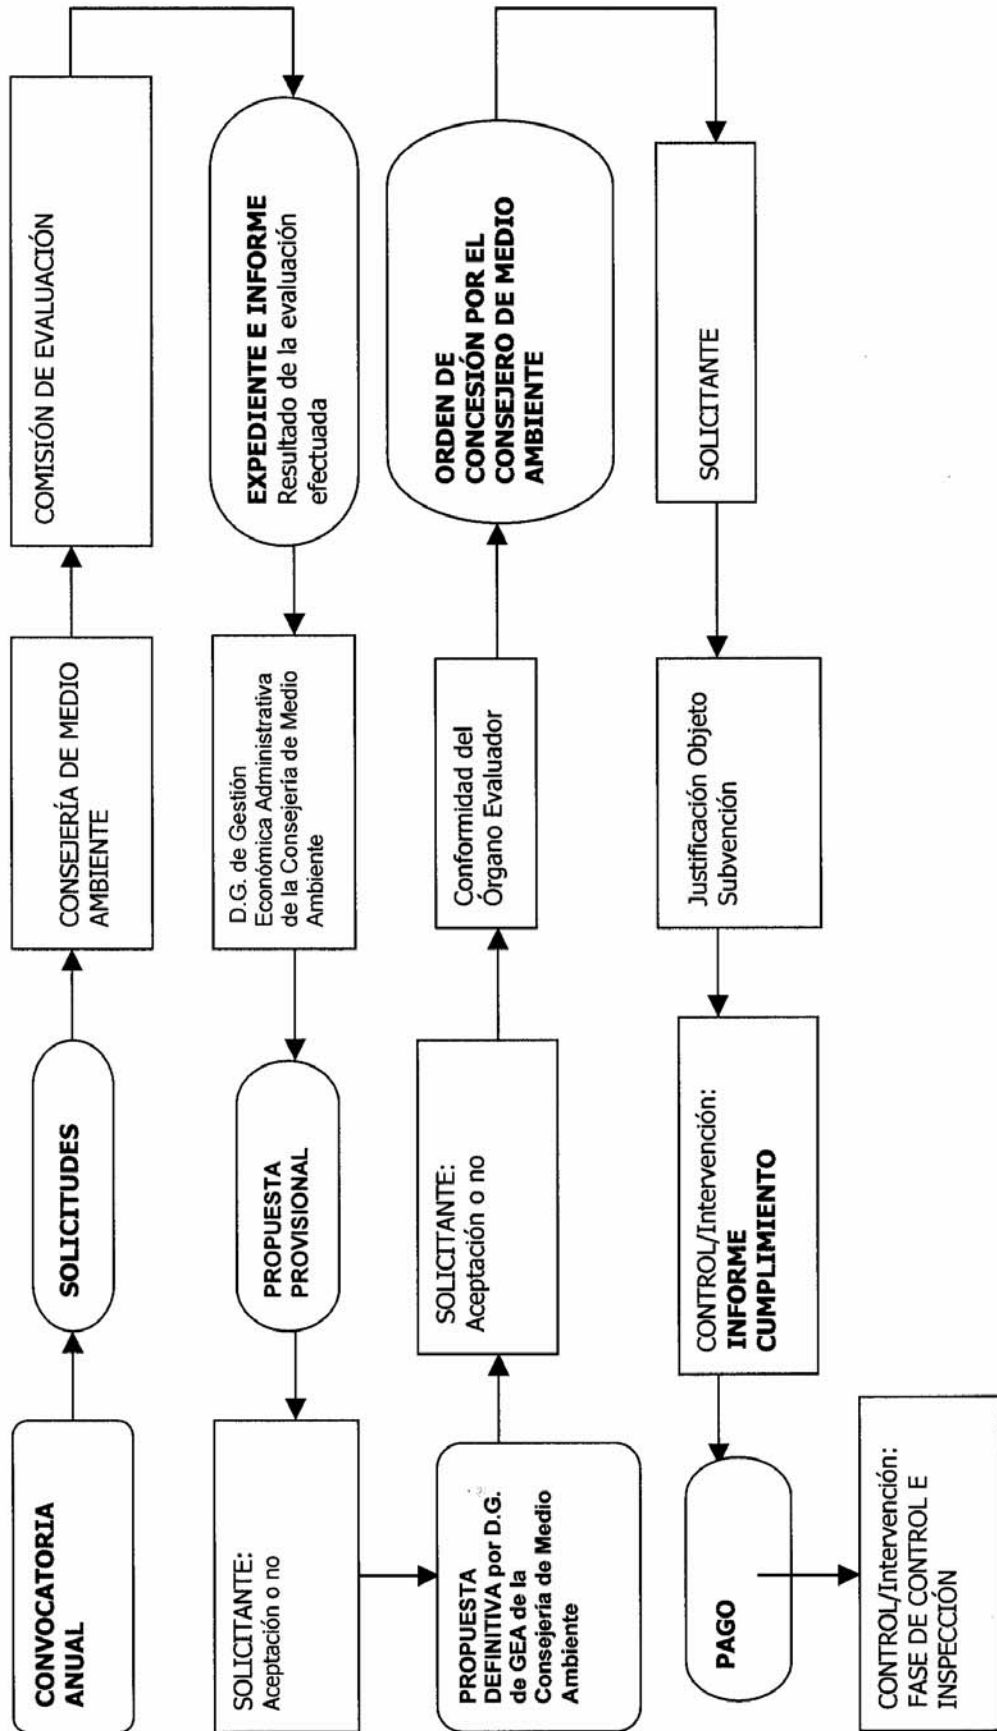 CONVOCATORIA
ANUAL
SOLICITUDES
CONSEJERÍA DE MEDIO
AMBIENTE
COMISIÓN DE EVALUACIÓN
EXPEDIENTE E INFORME
Resultado de la evaluación
efectuada
D.G. de Gestión
Económica Administrativa
de la Consejería de Medio
Ambiente
PROPUESTA
PROVISIONAL
SOLICITANTE:
Aceptación o no
PROPUESTA
DEFINITIVA por D.G.
de GEA de la
Consejería de Medio
Ambiente
SOLICITANTE:
Aceptación o no
Conformidad del
Órgano Evaluador
ORDEN DE
CONCESIÓN POR EL
CONSEJERO DE MEDIO
AMBIENTE
SOLICITANTE
Justificación Objeto
Subvención
CONTROL/Intervención:
INFORME
CUMPLIMIENTO
PAGO
CONTROL/Intervención:
FASE DE CONTROL E
INSPECCIÓN